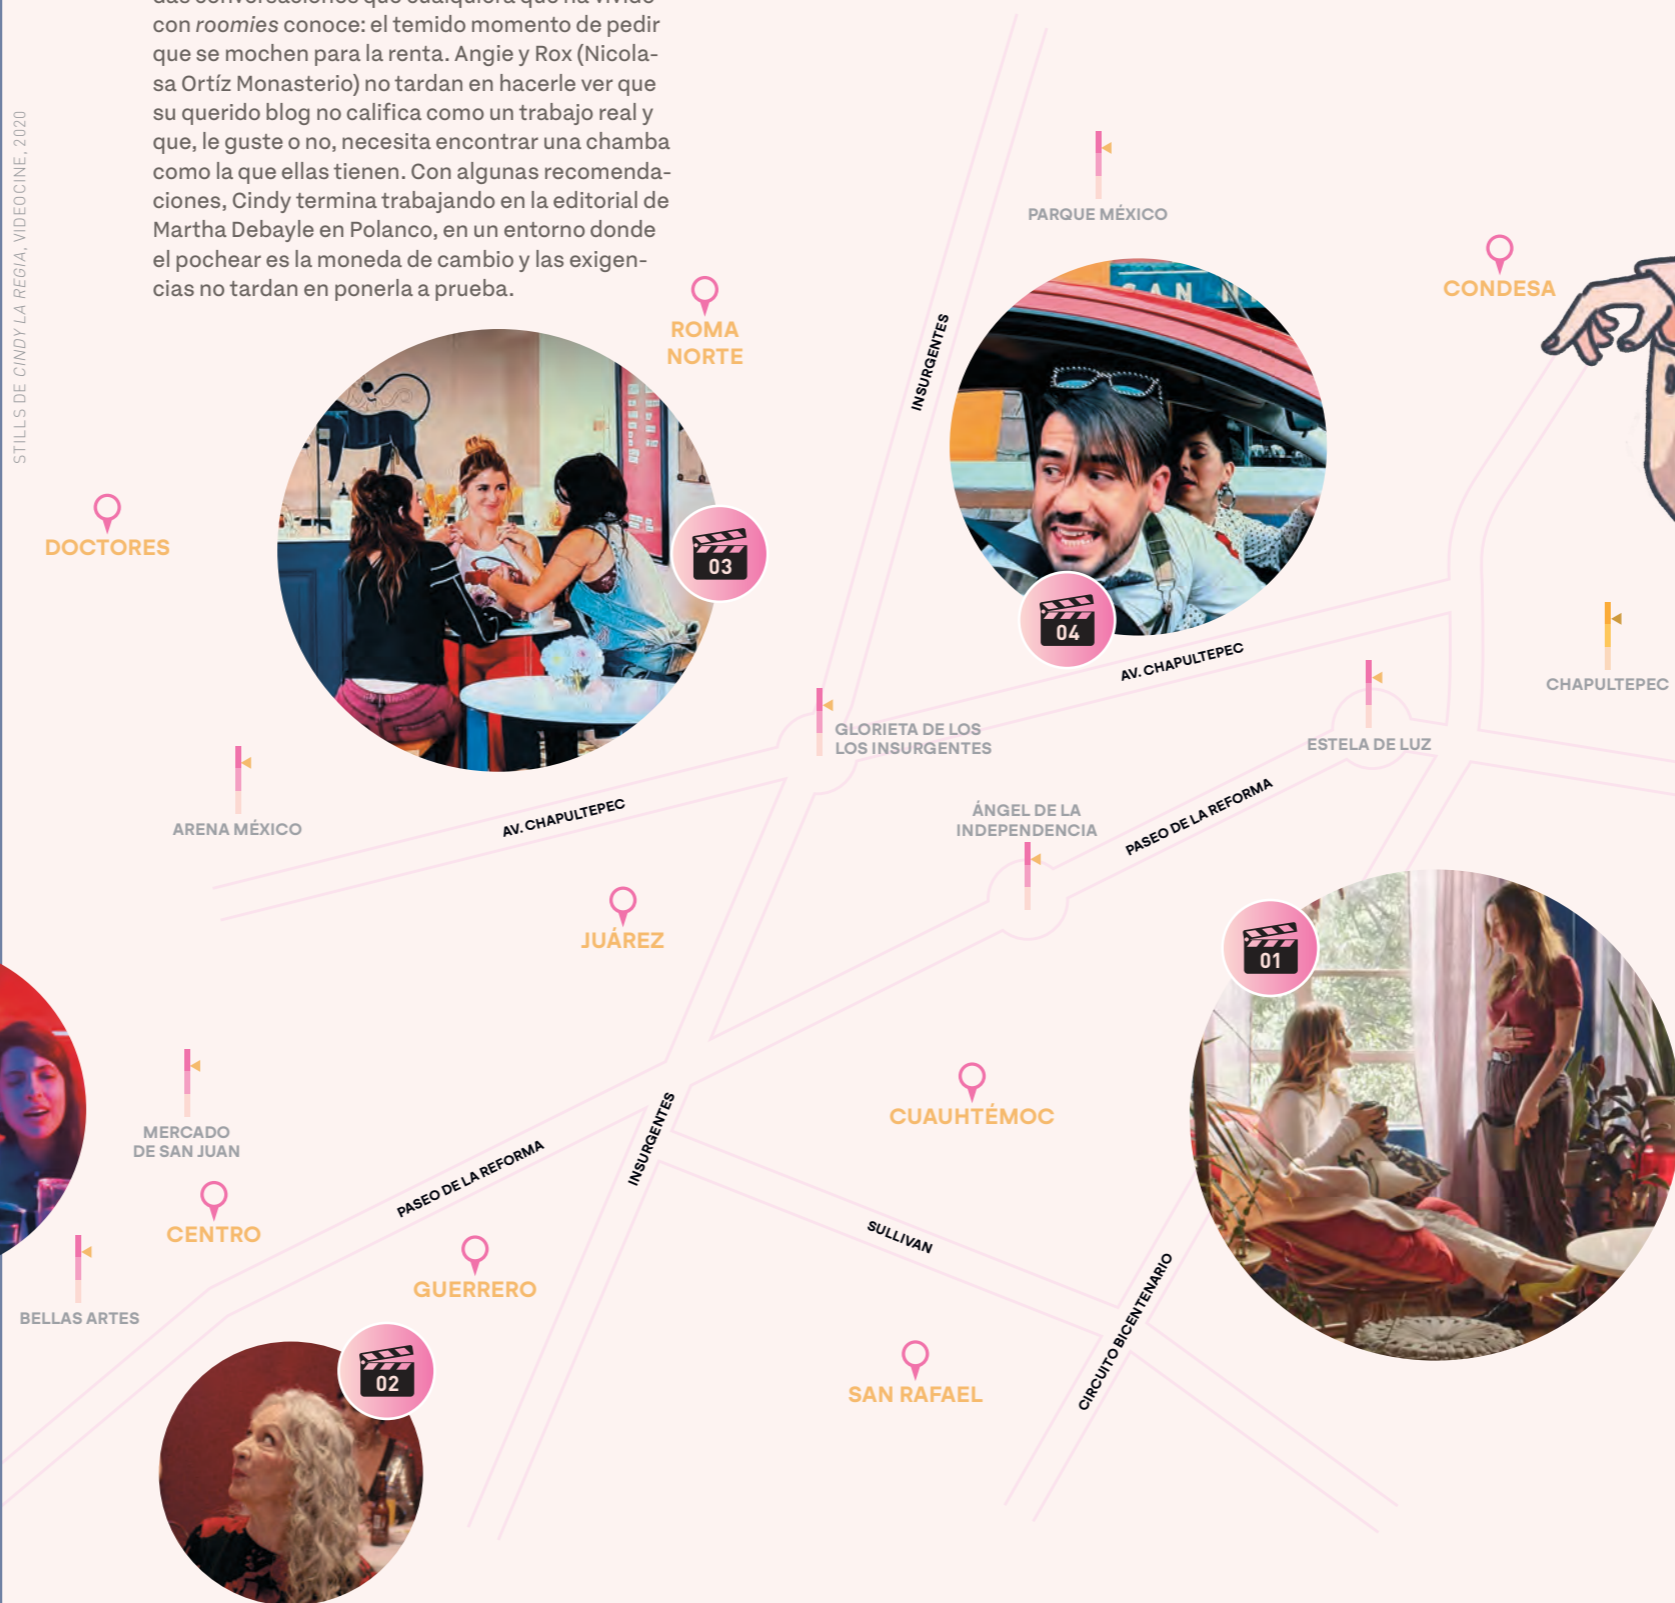 das conversaciones que cualquiera que ha vivido
con roomies conoce: el temido momento de pedir
que se mochen para la renta. Angie y Rox (Nicola-
sa Ortíz Monasterio) no tardan en hacerle ver que
su querido blog no califica como un trabajo real y
que, le guste o no, necesita encontrar una chamba
como la que ellas tienen. Con algunas recomenda-
ciones, Cindy termina trabajando en la editorial de
Martha Debayle en Polanco, en un entorno donde
el pochear es la moneda de cambio y las exigen-
cias no tardan en ponerla a prueba.
STILLS DE CINDY LA REGIA, VIDEOCINE, 2020
PARQUE MÉXICO
CONDESA
ROMA
NORTE
INSURGENTES
DOCTORES
03
04
AV. CHAPULTEPEC
CHAPULTEPEC
GLORIETA DE LOS
LOS INSURGENTES
ESTELA DE LUZ
ARENA MÉXICO
AV. CHAPULTEPEC
ÁNGEL DE LA
INDEPENDENCIA
PASEO DE LA REFORMA
JUÁREZ
01
MERCADO
DE SAN JUAN
CUAUHTÉMOC
INSURGENTES
PASEO DE LA REFORMA
CENTRO
SULLIVAN
GUERRERO
BELLAS ARTES
CIRCUITO BICENTENARIO
02
SAN RAFAEL